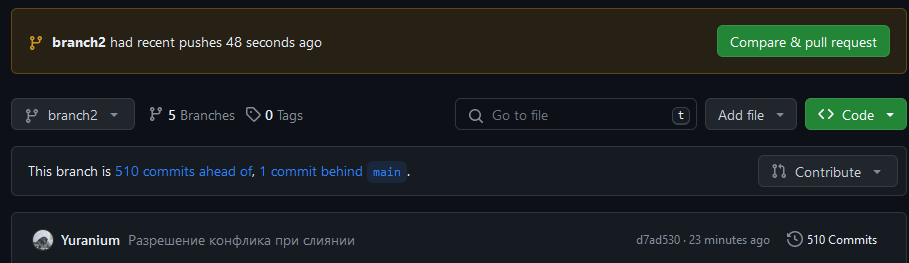 branch2 had recent pushes 48 seconds ago
Compare & pull request
branch2
5 Branches
0 Tags
Go to file
t
Add file
Code
This branch is 510 commits ahead of, 1 commit behind main.
Contribute
Yuranium Разрешение конфлика при слиянии
d7ad530 · 23 minutes ago
510 Commits